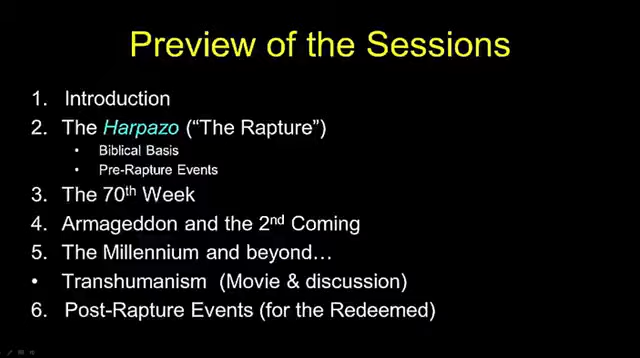 Preview of the Sessions
1. Introduction
2. The Harpazo (“The Rapture”)
• Biblical Basis
• Pre-Rapture Events
3. The 70th Week
4. Armageddon and the 2nd Coming
5. The Millennium and beyond…
• Transhumanism (Movie & discussion)
6. Post-Rapture Events (for the Redeemed)